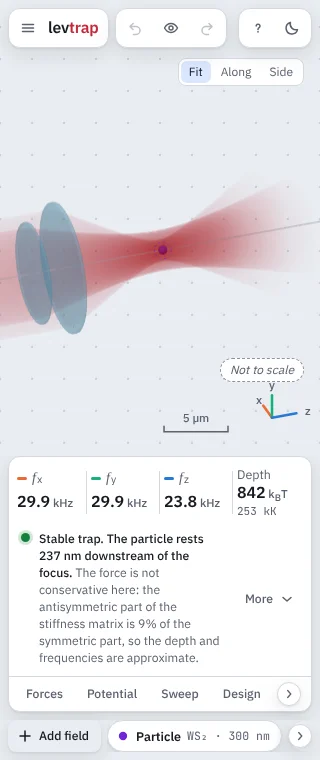 levtrap
?
Fit Along Side
Not to scale
y
x
z
5 μm
fx fy fz Depth
29.9 kHz 29.9 kHz 23.8 kHz 842 kBT
253 kK
Stable trap. The particle rests
237 nm downstream of the
focus. The force is not
conservative here: the
antisymmetric part of the
stiffness matrix is 9% of the
symmetric part, so the depth and
frequencies are approximate.
More
Forces Potential Sweep Design
+ Add field Particle WS₂ · 300 nm